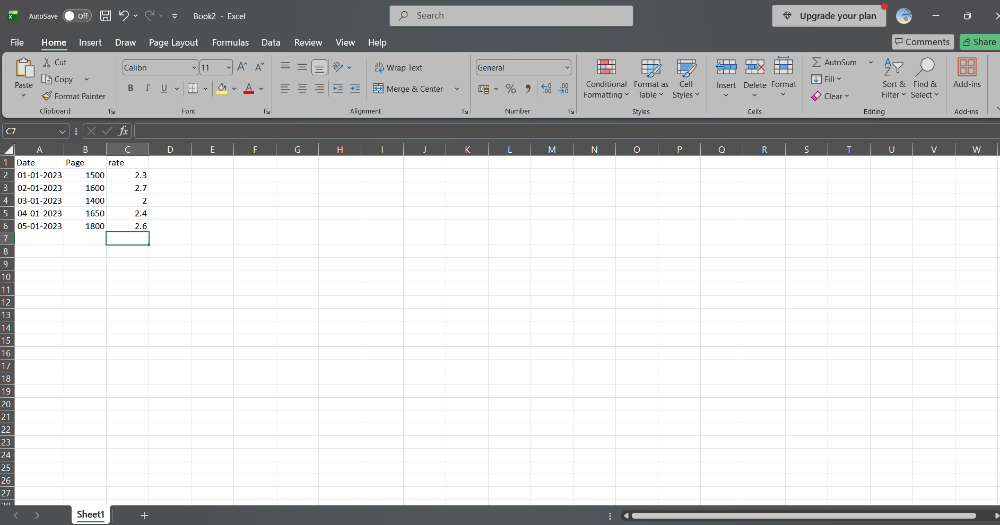 AutoSave Off Book2 - Excel Search Upgrade your plan
File Home Insert Draw Page Layout Formulas Data Review View Help Comments Share
Paste Cut Copy Format Painter Clipboard
Calibri 11 B I U A Font
ab Wrap Text Merge & Center Alignment
General % Number
Conditional Formatting Format as Table Cell Styles Styles
Insert Delete Format Cells
AutoSum Fill Clear Sort & Filter Find & Select Editing
Add-ins Add-ins
C7 fx
A B C D E F G H I J K L M N O P Q R S T U V W
1 Date Page rate
2 01-01-2023 1500 2.3
3 02-01-2023 1600 2.7
4 03-01-2023 1400 2
5 04-01-2023 1650 2.4
6 05-01-2023 1800 2.6
7
8
9
10
11
12
13
14
15
16
17
18
19
20
21
22
23
24
25
26
27
28
Sheet1